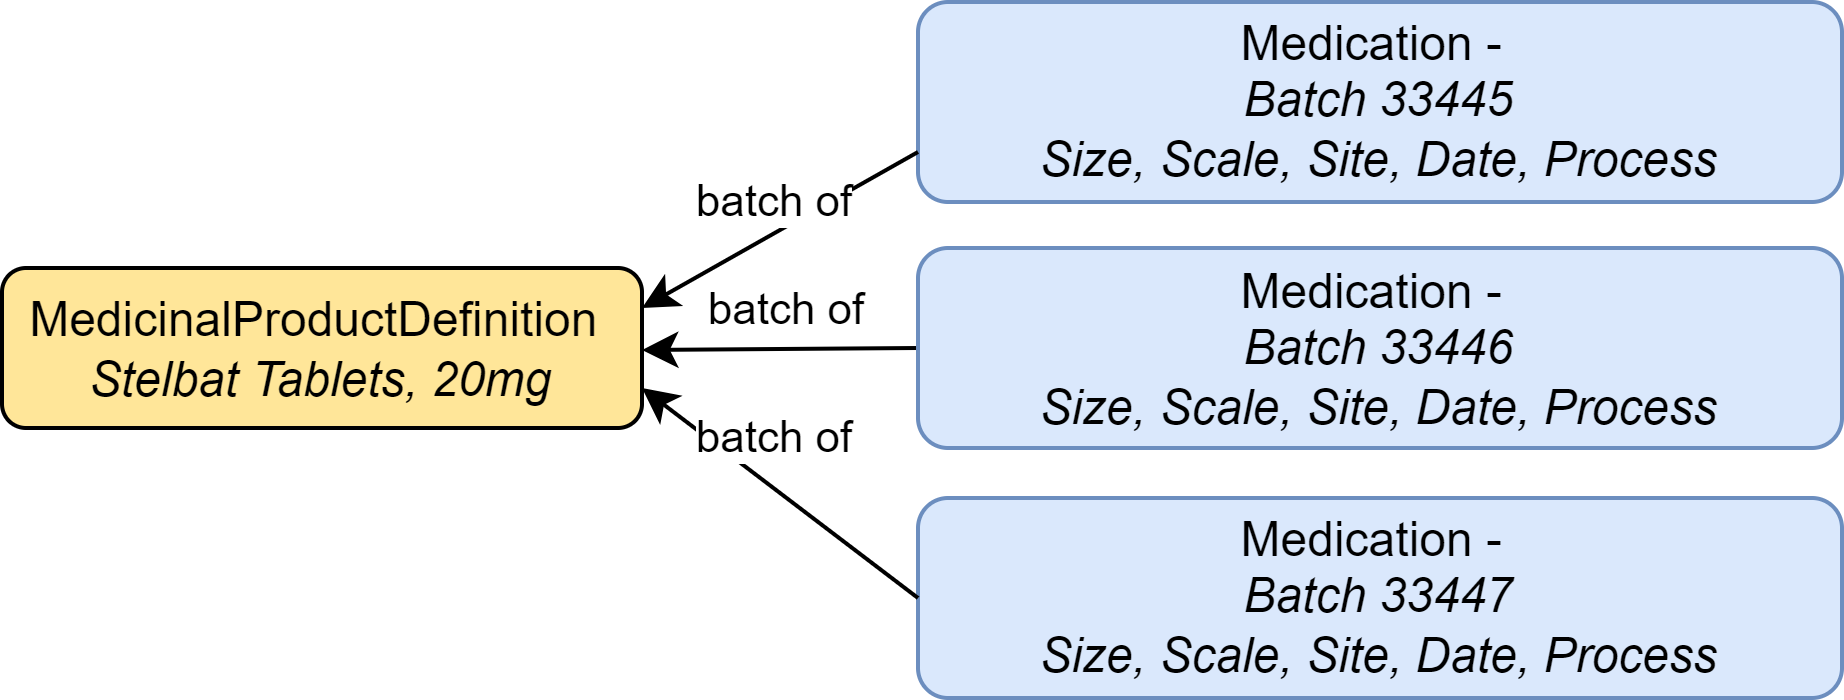 Medication -
Batch 33445
Size, Scale, Site, Date, Process
batch of
MedicinalProductDefinition
Stelbat Tablets, 20mg
batch of
Medication -
Batch 33446
Size, Scale, Site, Date, Process
batch of
Medication -
Batch 33447
Size, Scale, Site, Date, Process